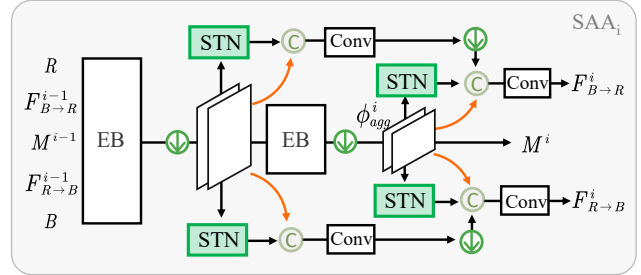 SAA_i
STN
C
Conv
R
F^{i-1}_{B→R}
M^{i-1}
F^{i-1}_{R→B}
B
EB
EB
ϕ^i_{agg}
STN
C
Conv
F^i_{B→R}
M^i
STN
C
Conv
F^i_{R→B}
STN
C
Conv